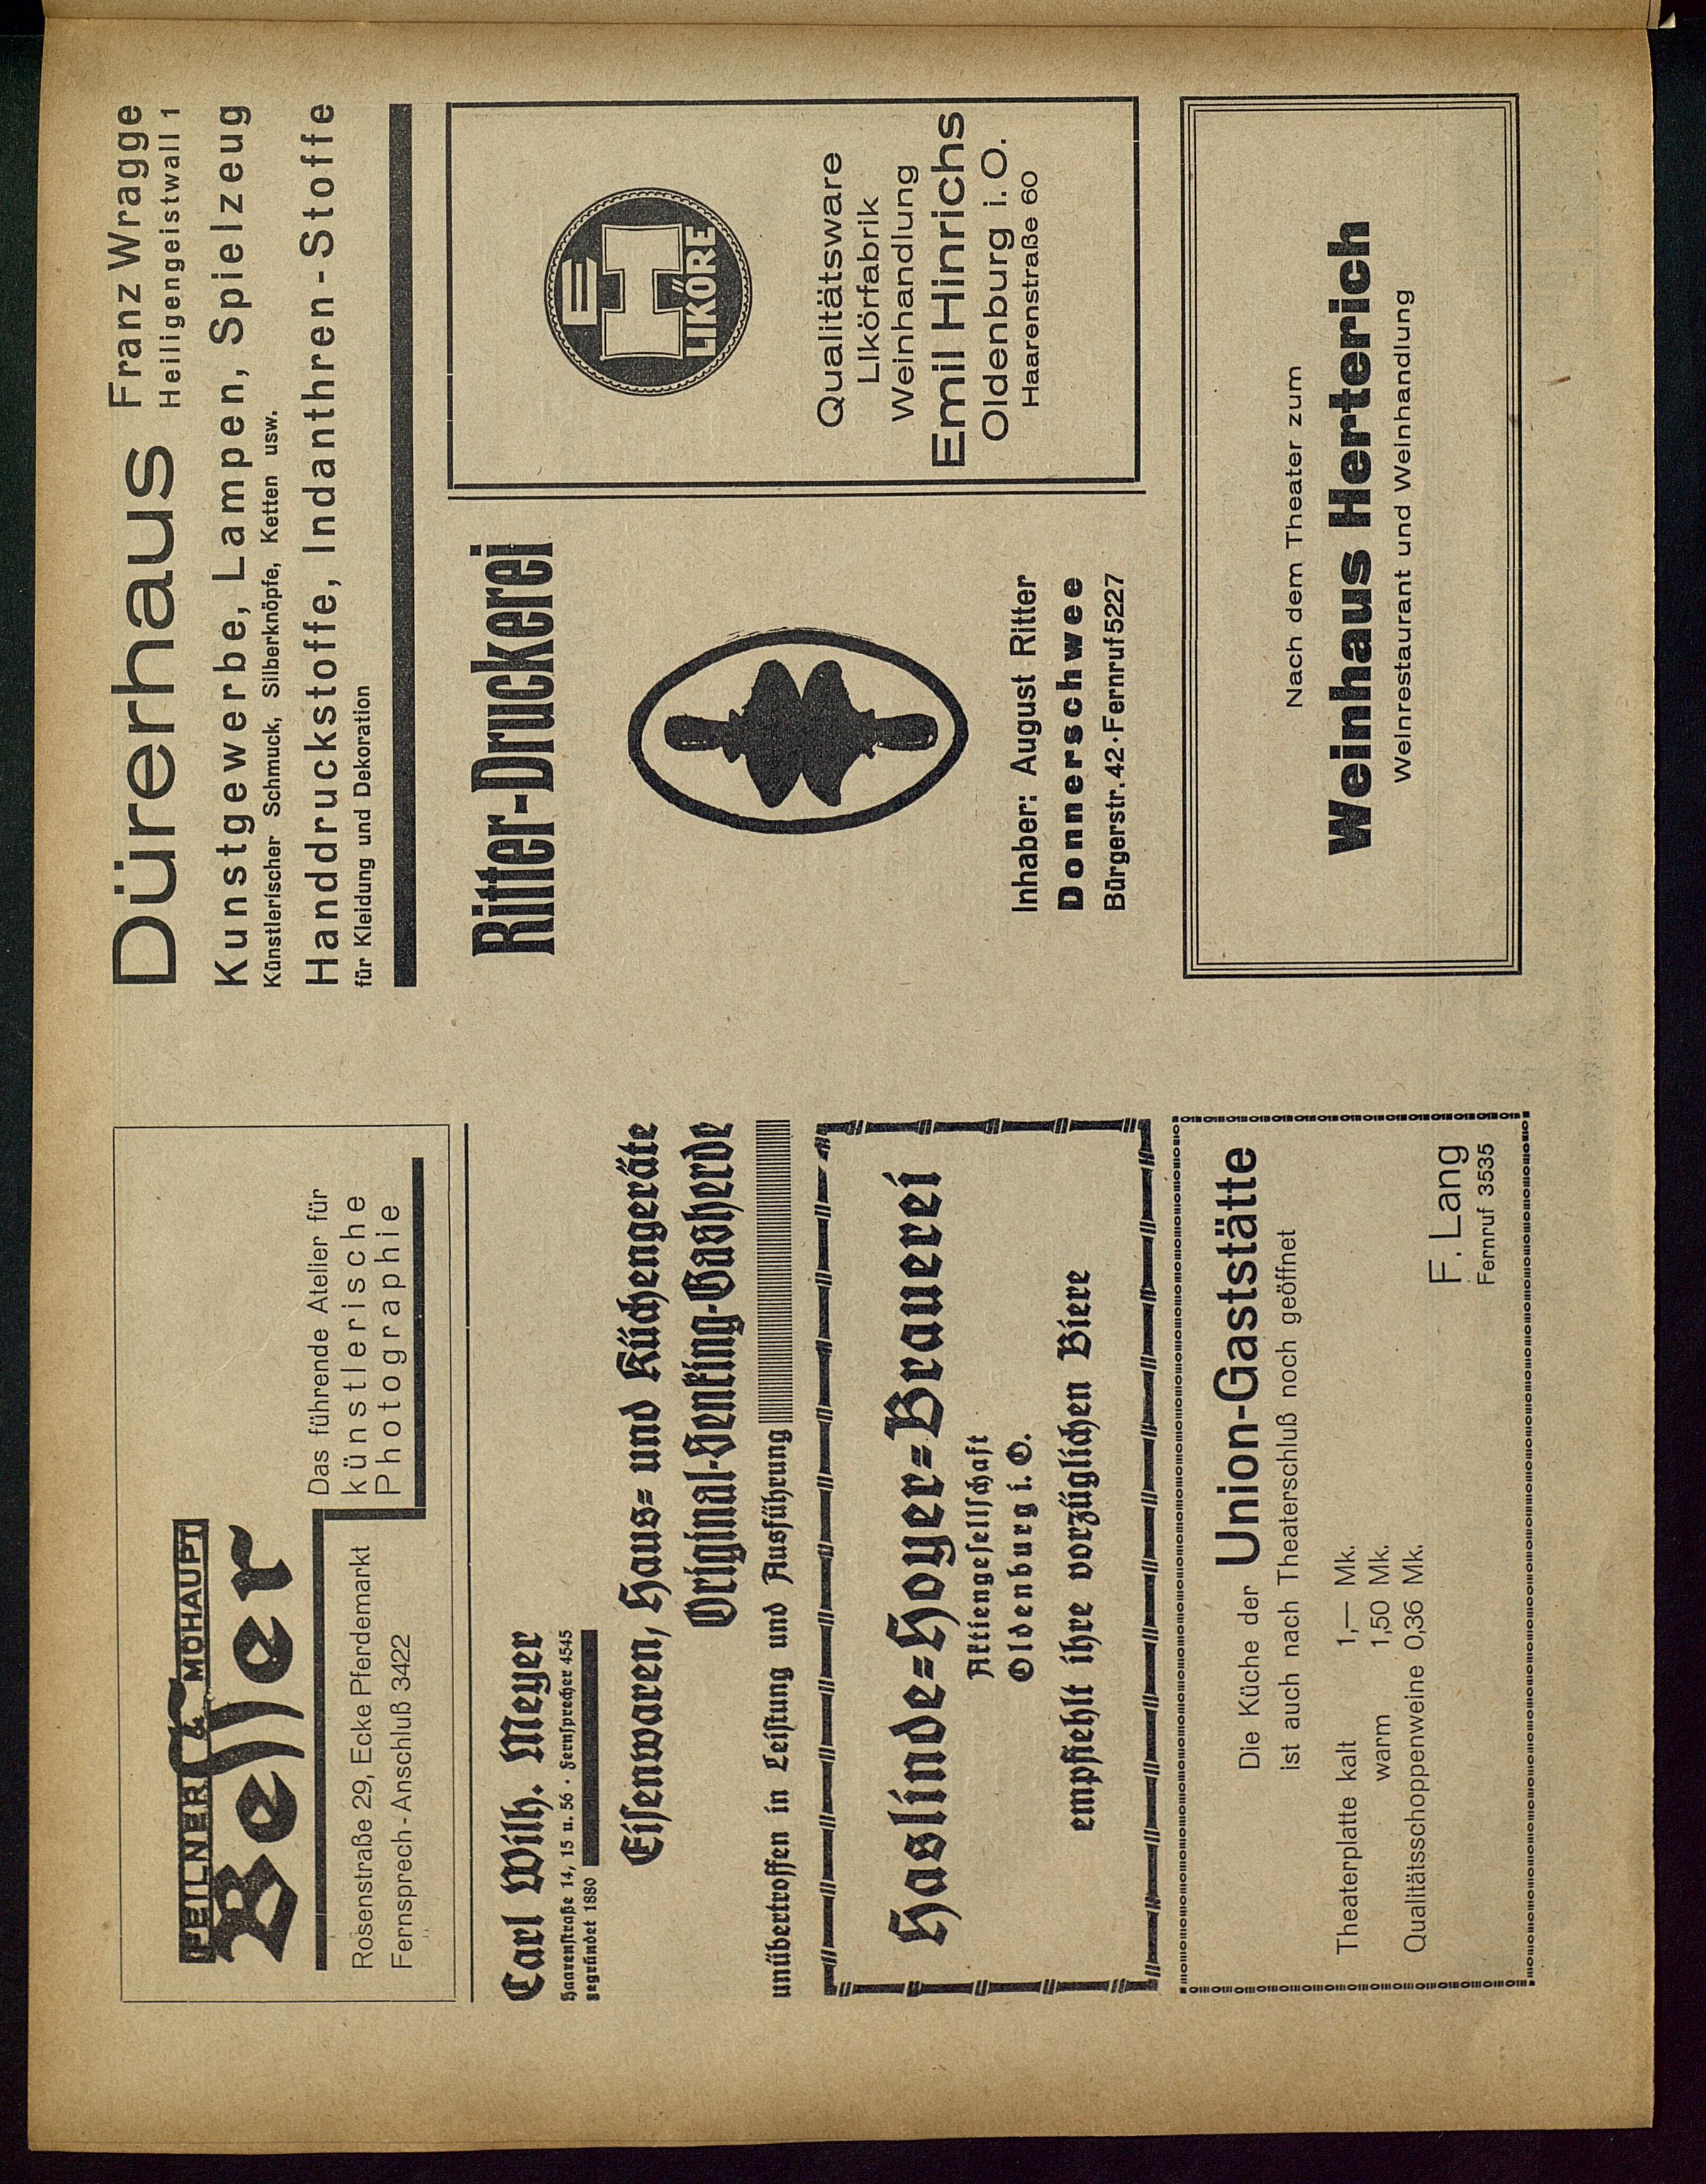 FEILNER & MOHAUPT
Beller
Rosenstraße 29, Ecke Pferdemarkt
Fernsprech-Anschluß 3422
Das führende Atelier für
künstlerische
Photographie
Carl Wilh. Meyer
Haarenstraße 14, 15 u. 56 · Fernsprecher 4545
gegründet 1880
Eisenwaren, Haus= und Küchengeräte
Original-Senking-Gasherde
unübertroffen in Leistung und Ausführung
Haslinde=Hoyer=Brauerei
Aktiengesellschaft
Oldenburg i. O.
empfiehlt ihre vorzüglichen Biere
Die Küche der Union-Gaststätte
ist auch nach Theaterschluß noch geöffnet
Theaterplatte kalt 1,— Mk.
warm 1,50 Mk.
Qualitätsschoppenweine 0,36 Mk.
F. Lang
Fernruf 3535
Dürerhaus Franz Wragge
Heiligengeistwall 1
Kunstgewerbe, Lampen, Spielzeug
Künstlerischer Schmuck, Silberknöpfe, Ketten usw.
Handdruckstoffe, Indanthren-Stoffe
für Kleidung und Dekoration
Ritter-Druckerei
Inhaber: August Ritter
Donnerschwee
Bürgerstr. 42 · Fernruf 5227
E H
LIKÖRE
Qualitätsware
Likörfabrik
Weinhandlung
Emil Hinrichs
Oldenburg i. O.
Haarenstraße 60
Nach dem Theater zum
Weinhaus Herterich
Weinrestaurant und Weinhandlung